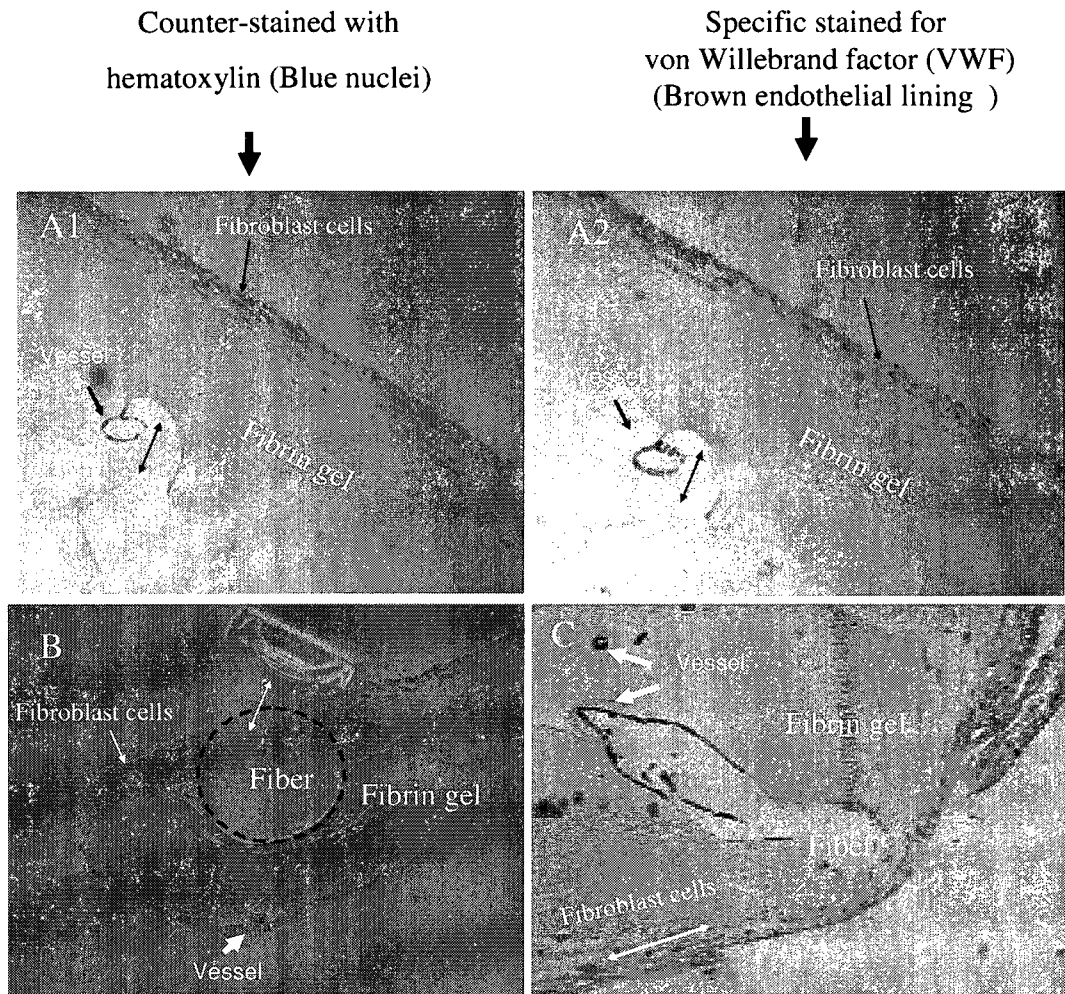 Counter-stained with
hematoxylin (Blue nuclei)
Specific stained for
von Willebrand factor (VWF)
(Brown endothelial lining )
A1
Fibroblast cells
Vessel
Fibrin gel
A2
Fibroblast cells
Vessel
Fibrin gel
B
Fibroblast cells
Fiber
Fibrin gel
Vessel
C
Vessel
Fibrin gel
Fiber
Fibroblast cells